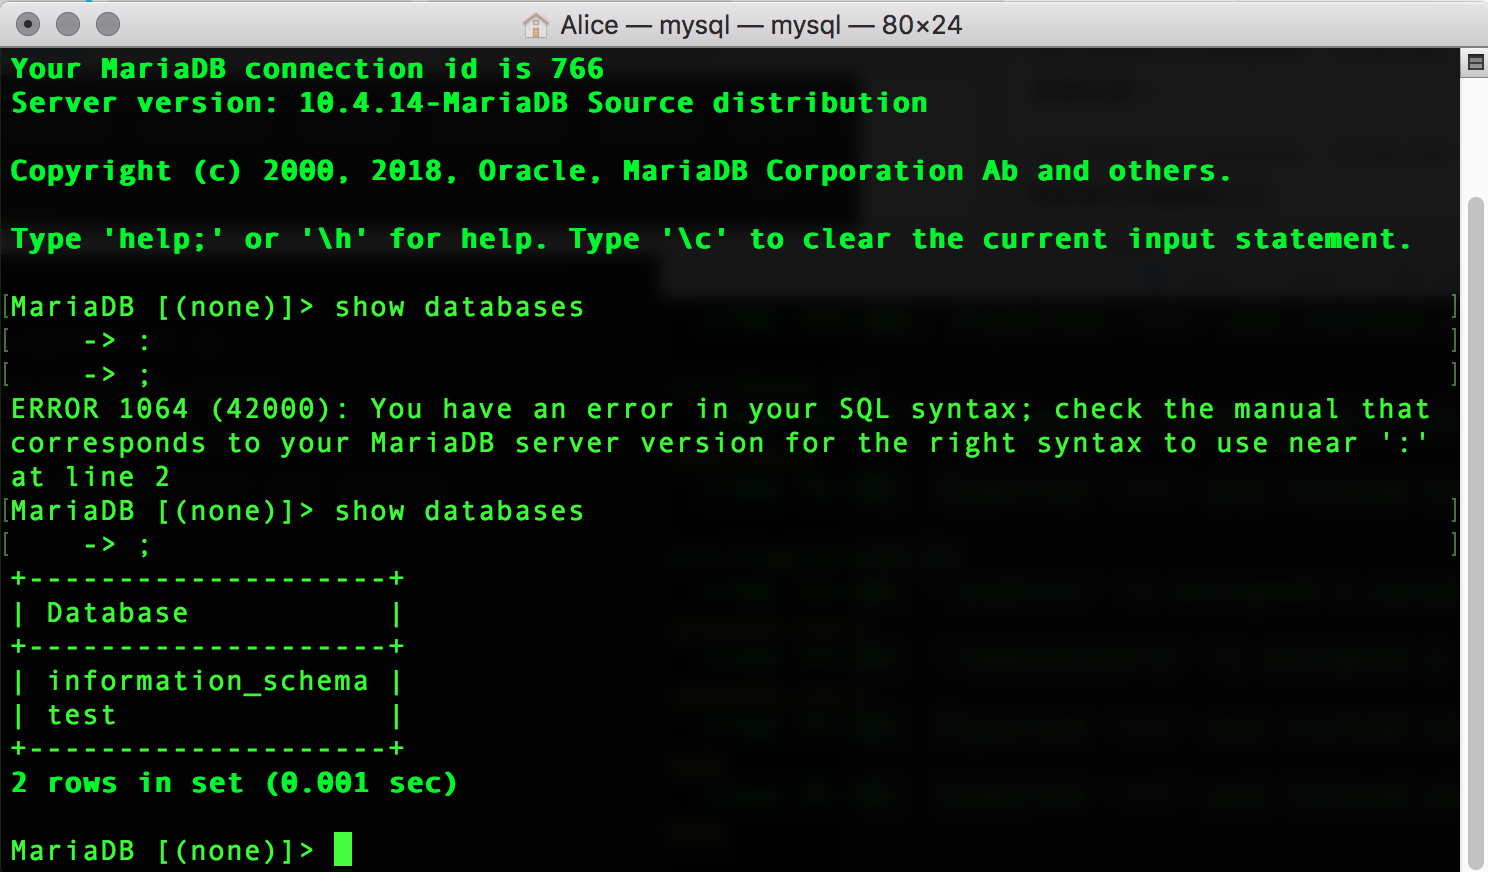 Alice — mysql — mysql — 80×24
Your MariaDB connection id is 766
Server version: 10.4.14-MariaDB Source distribution
Copyright (c) 2000, 2018, Oracle, MariaDB Corporation Ab and others.
Type 'help;' or '\h' for help. Type '\c' to clear the current input statement.
[MariaDB [(none)]> show databases ]
[    -> : ]
[    -> ; ]
ERROR 1064 (42000): You have an error in your SQL syntax; check the manual that
corresponds to your MariaDB server version for the right syntax to use near ':'
at line 2
[MariaDB [(none)]> show databases ]
[    -> ; ]
+--------------------+
| Database           |
+--------------------+
| information_schema |
| test               |
+--------------------+
2 rows in set (0.001 sec)
MariaDB [(none)]>